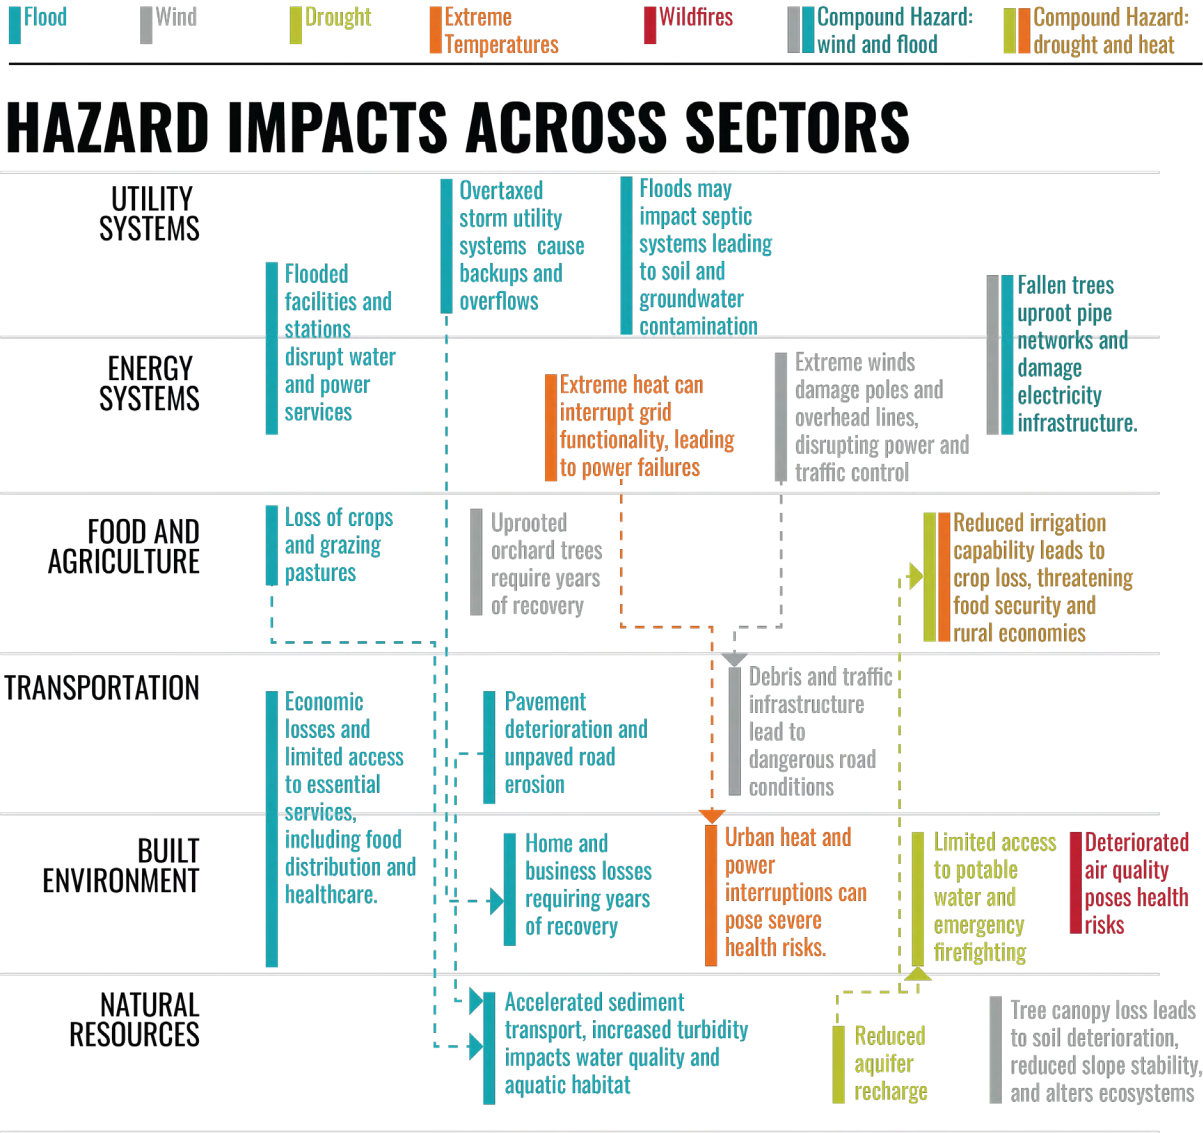 Flood
Wind
Drought
Extreme
Temperatures
Wildfires
Compound Hazard:
wind and flood
Compound Hazard:
drought and heat
HAZARD IMPACTS ACROSS SECTORS
UTILITY
SYSTEMS
Flooded
facilities and
stations
disrupt water
and power
services
Overtaxed
storm utility
systems cause
backups and
overflows
Floods may
impact septic
systems leading
to soil and
groundwater
contamination
Fallen trees
uproot pipe
networks and
damage
electricity
infrastructure.
ENERGY
SYSTEMS
Extreme heat can
interrupt grid
functionality, leading
to power failures
Extreme winds
damage poles and
overhead lines,
disrupting power and
traffic control
FOOD AND
AGRICULTURE
Loss of crops
and grazing
pastures
Uprooted
orchard trees
require years
of recovery
Reduced irrigation
capability leads to
crop loss, threatening
food security and
rural economies
TRANSPORTATION
Economic
losses and
limited access
to essential
services,
including food
distribution and
healthcare.
Pavement
deterioration and
unpaved road
erosion
Debris and traffic
infrastructure
lead to
dangerous road
conditions
BUILT
ENVIRONMENT
Home and
business losses
requiring years
of recovery
Urban heat and
power
interruptions can
pose severe
health risks.
Limited access
to potable
water and
emergency
firefighting
Deteriorated
air quality
poses health
risks
NATURAL
RESOURCES
Accelerated sediment
transport, increased turbidity
impacts water quality and
aquatic habitat
Reduced
aquifer
recharge
Tree canopy loss leads
to soil deterioration,
reduced slope stability,
and alters ecosystems